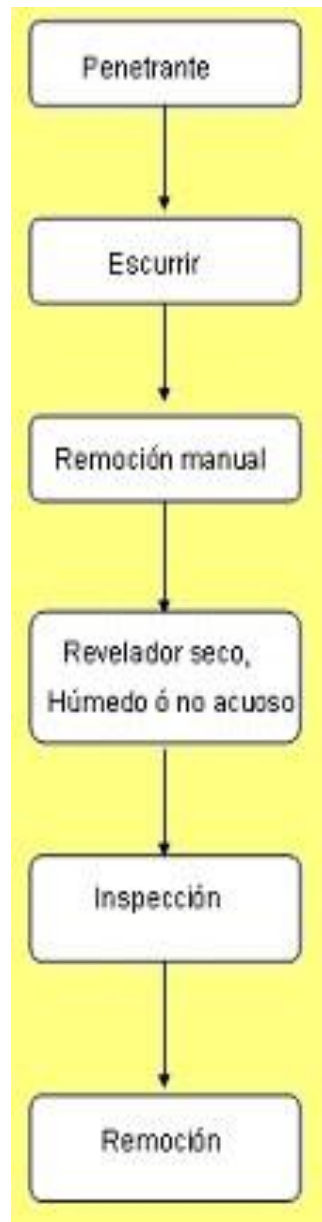 Penetrante
Escurrir
Remoción manual
Revelador seco,
Húmedo ó no acuoso
Inspección
Remoción